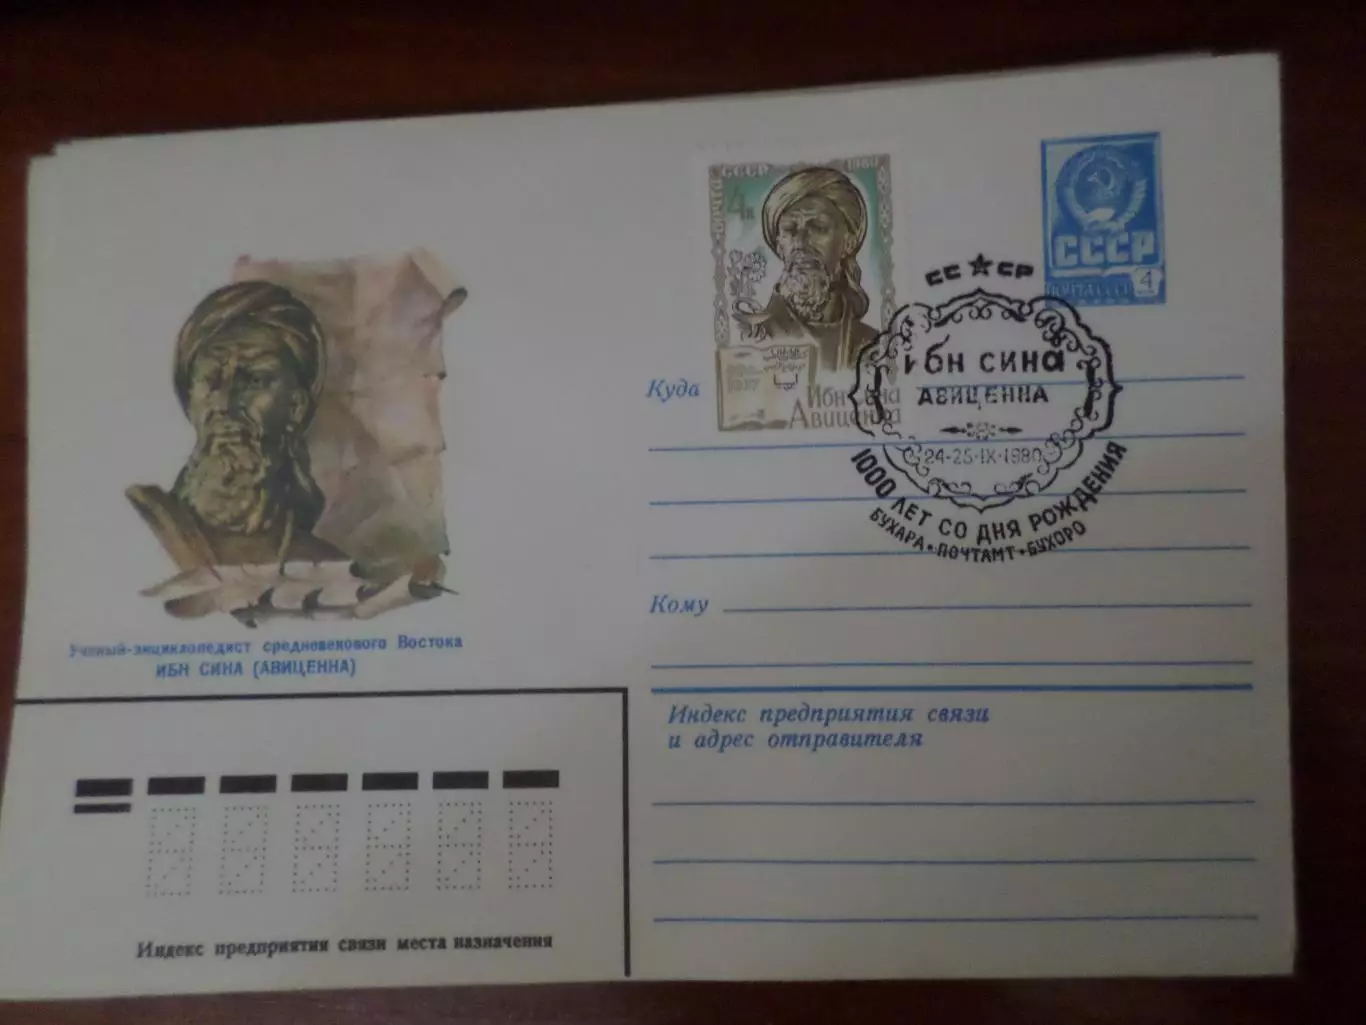 ПОЧТА СССР 1980
4к
1037
Ибн Сина
Авиценна
СССР
ПОЧТА СССР 4
СС СР
ибн сина
АВИЦЕННА
24-25·IX·1980
1000 ЛЕТ СО ДНЯ РОЖДЕНИЯ
БУХАРА • ПОЧТАМТ • БУХОРО
Куда
Кому
Ученый-энциклопедист средневекового Востока
ИБН СИНА (АВИЦЕННА)
Индекс предприятия связи
и адрес отправителя
Индекс предприятия связи места назначения